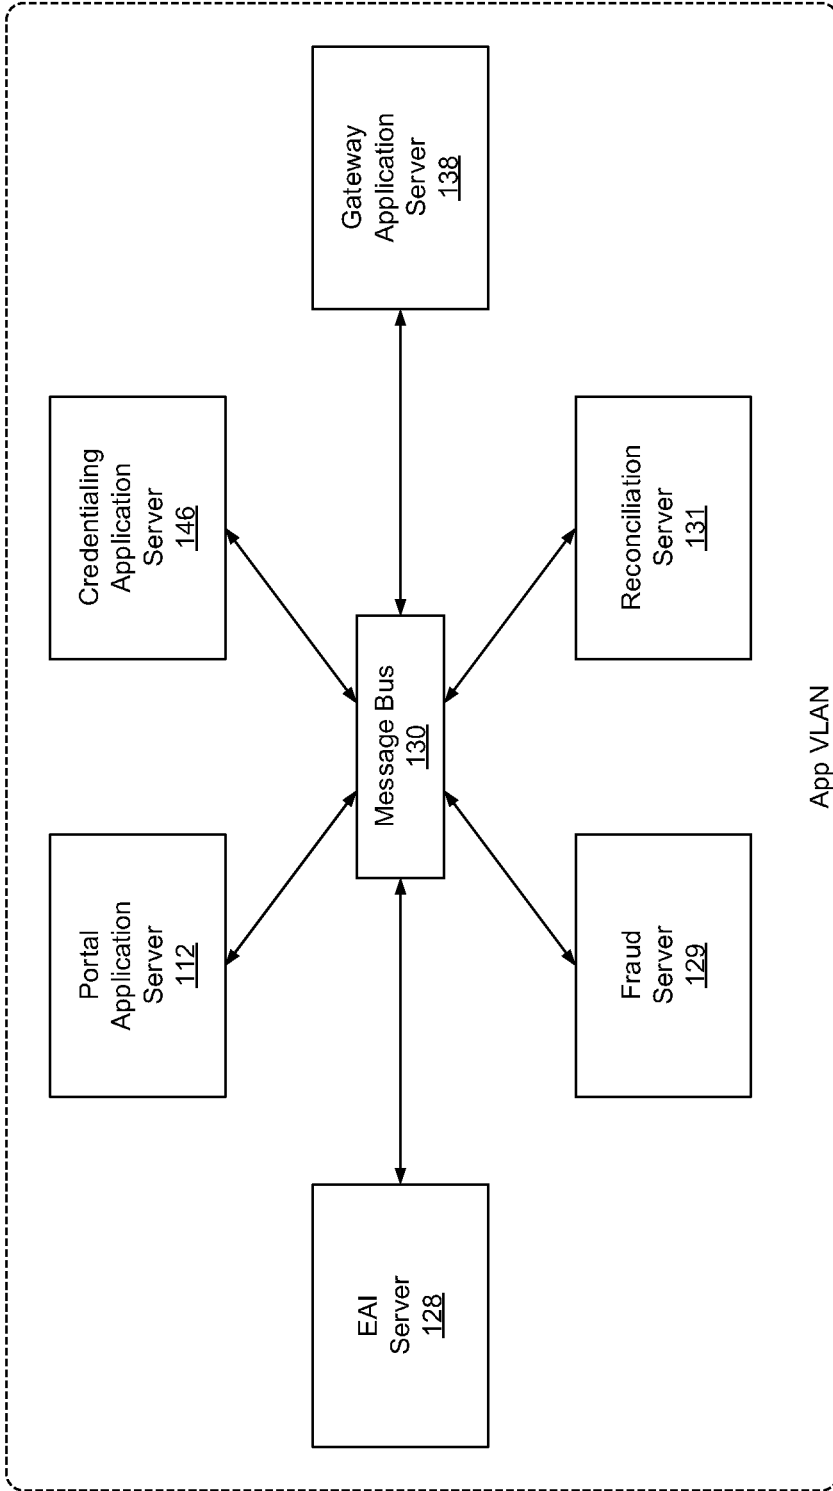 Portal
Application
Server
112
Credentialing
Application
Server
146
EAI
Server
128
Message Bus
130
Gateway
Application
Server
138
Fraud
Server
129
Reconciliation
Server
131
App VLAN